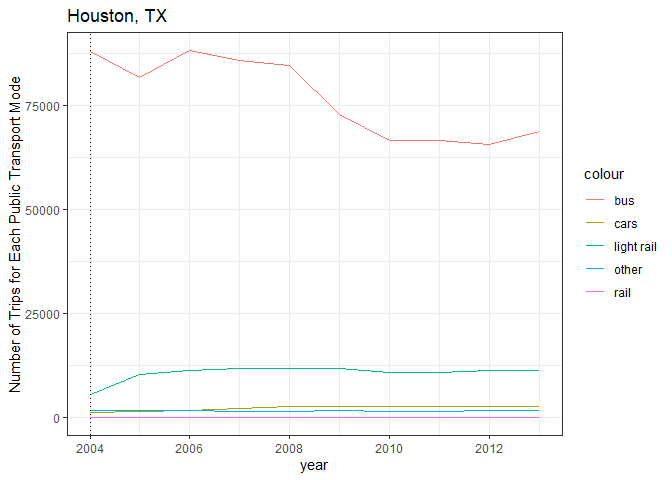 Houston, TX
Number of Trips for Each Public Transport Mode
75000
50000
25000
0
2004
2006
2008
2010
2012
year
colour
bus
cars
light rail
other
rail